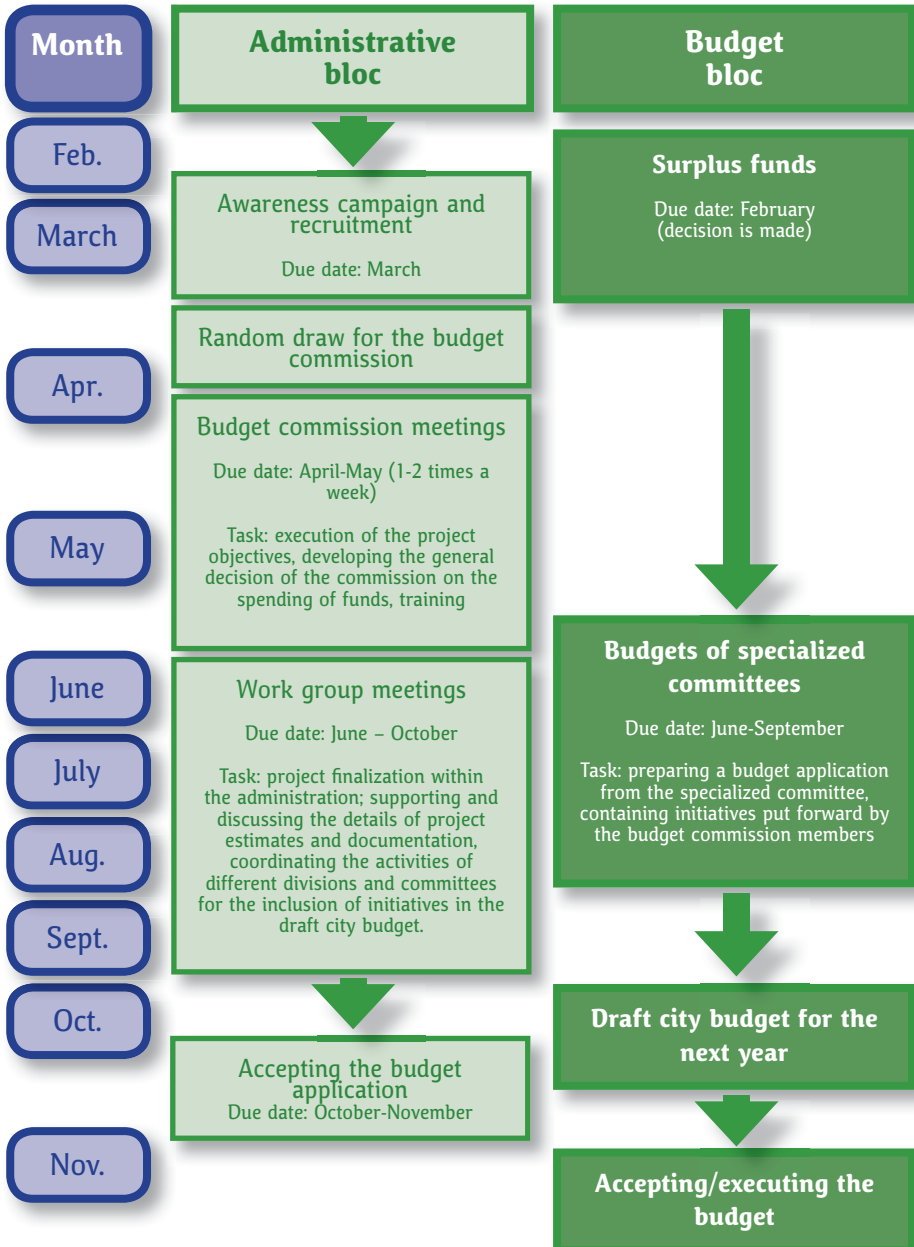 Month
Feb.
March
Apr.
May
June
July
Aug.
Sept.
Oct.
Nov.
Administrative
bloc
Awareness campaign and
recruitment
Due date: March
Random draw for the budget
commission
Budget commission meetings
Due date: April-May (1-2 times a
week)
Task: execution of the project
objectives, developing the general
decision of the commission on the
spending of funds, training
Work group meetings
Due date: June – October
Task: project finalization within
the administration; supporting and
discussing the details of project
estimates and documentation,
coordinating the activities of
different divisions and committees
for the inclusion of initiatives in the
draft city budget.
Accepting the budget
application
Due date: October-November
Budget
bloc
Surplus funds
Due date: February
(decision is made)
Budgets of specialized
committees
Due date: June-September
Task: preparing a budget application
from the specialized committee,
containing initiatives put forward by
the budget commission members
Draft city budget for the
next year
Accepting/executing the
budget